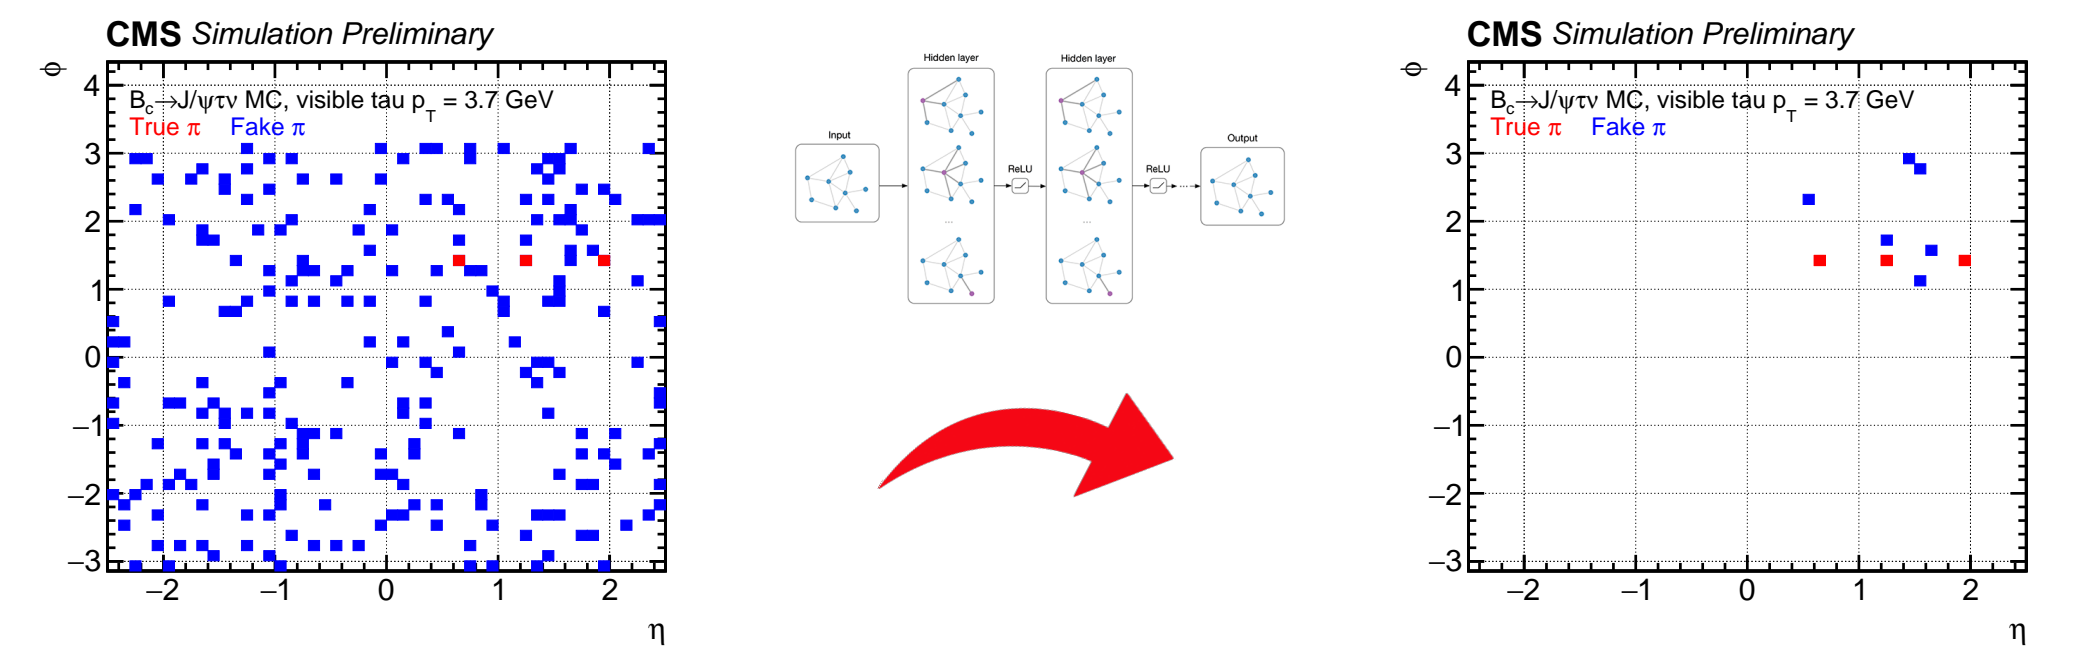 CMS Simulation Preliminary
ϕ
B_c→J/ψτν MC, visible tau p_T = 3.7 GeV
True π Fake π
4
3
2
1
0
−1
−2
−3
−2 −1 0 1 2
η
Hidden layer Hidden layer
Input
Output
ReLU ReLU
...
...
CMS Simulation Preliminary
ϕ
B_c→J/ψτν MC, visible tau p_T = 3.7 GeV
True π Fake π
4
3
2
1
0
−1
−2
−3
−2 −1 0 1 2
η